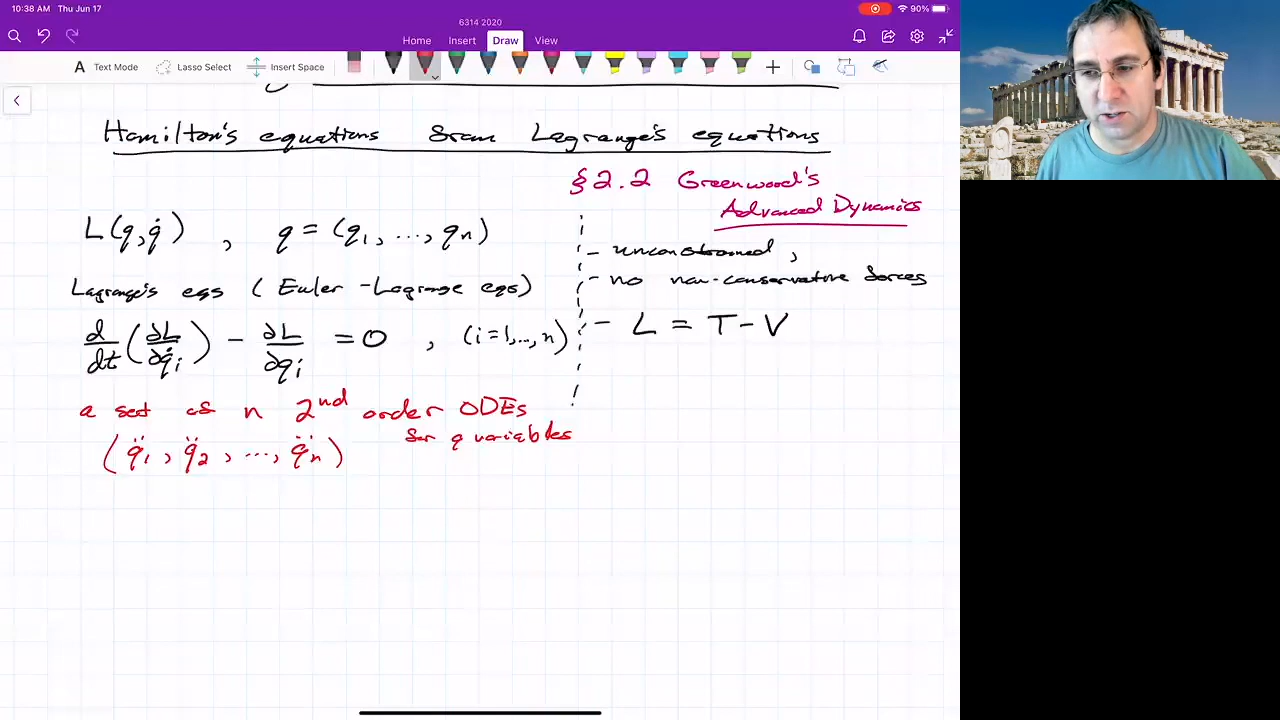 10:38 AM Thu Jun 17
90%
6314 2020
Home Insert Draw View
Text Mode Lasso Select Insert Space
Hamilton's equations from Lagrange's equations
§2.2 Greenwood's
Advanced Dynamics
L(q, q̇) , q = (q₁, ..., qₙ)
- unconstrained,
- no non-conservative forces
Lagrange's eqs (Euler-Lagrange eqs)
d/dt (∂L/∂q̇ᵢ) - ∂L/∂qᵢ = 0 , (i = 1, ..., n)
- L = T - V
a set of n 2nd order ODEs
for q variables
(q̈₁, q̈₂, ..., q̈ₙ)